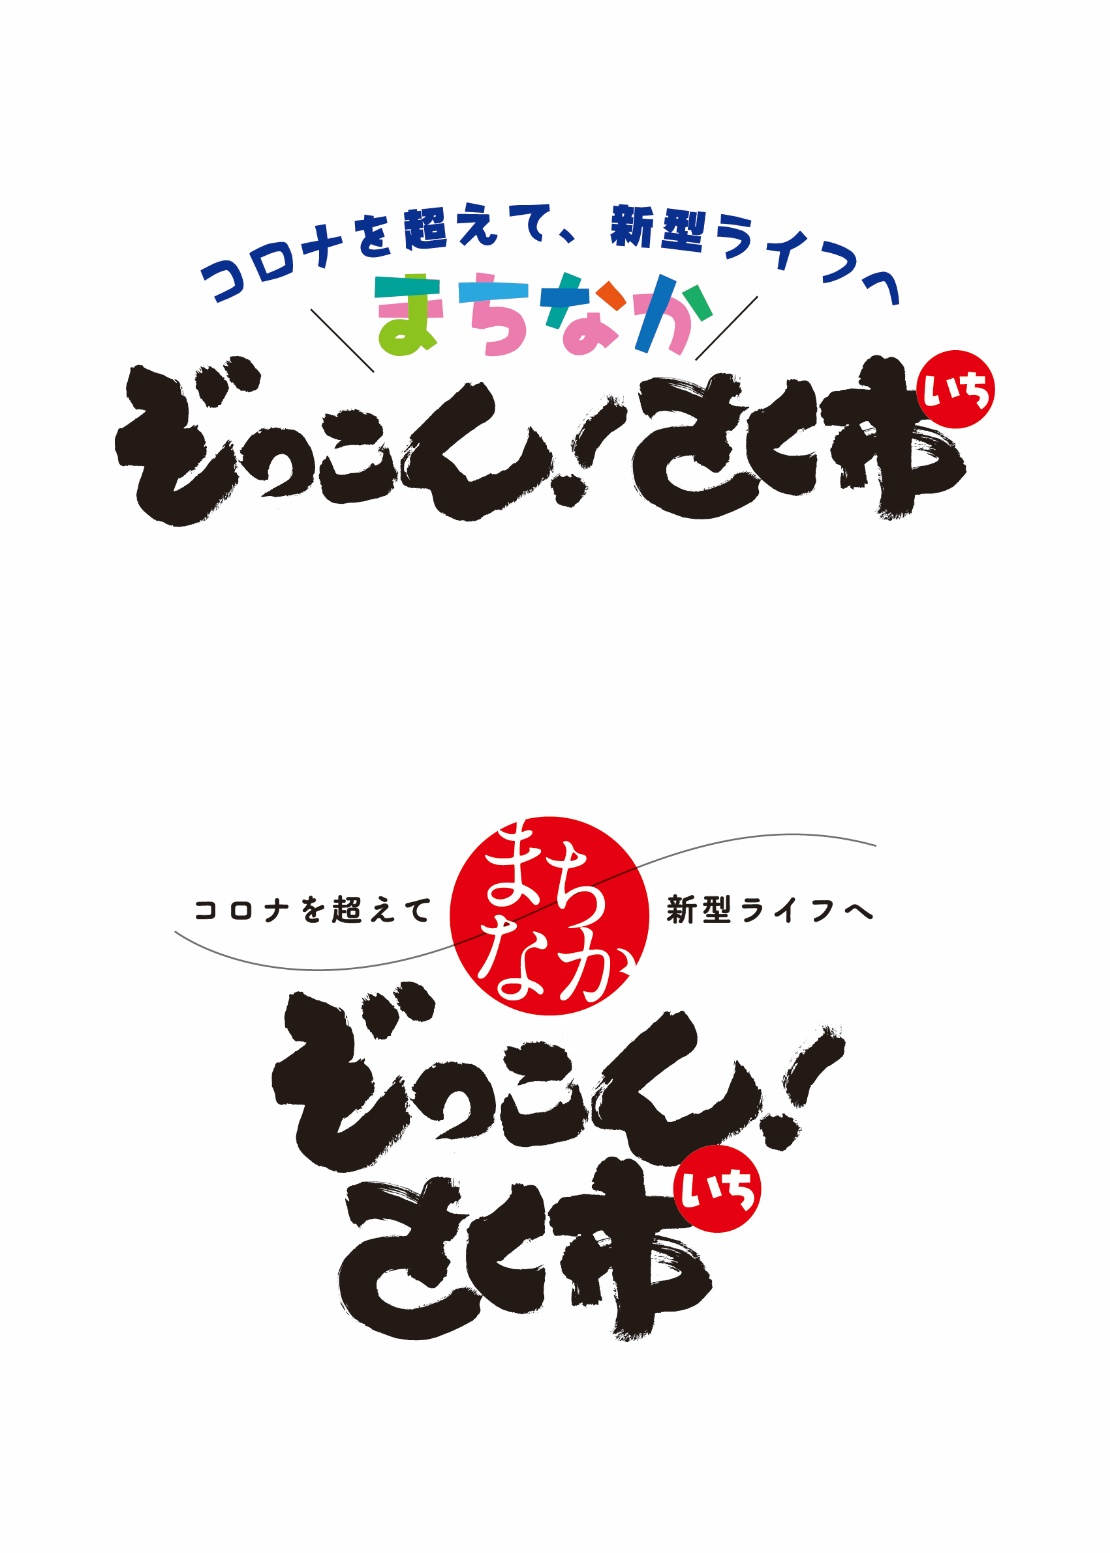 コロナを超えて、新型ライフへ
まちなか
ぞっこん!さく市
いち
コロナを超えて
まち
なか
新型ライフへ
ぞっこん!
さく市
いち